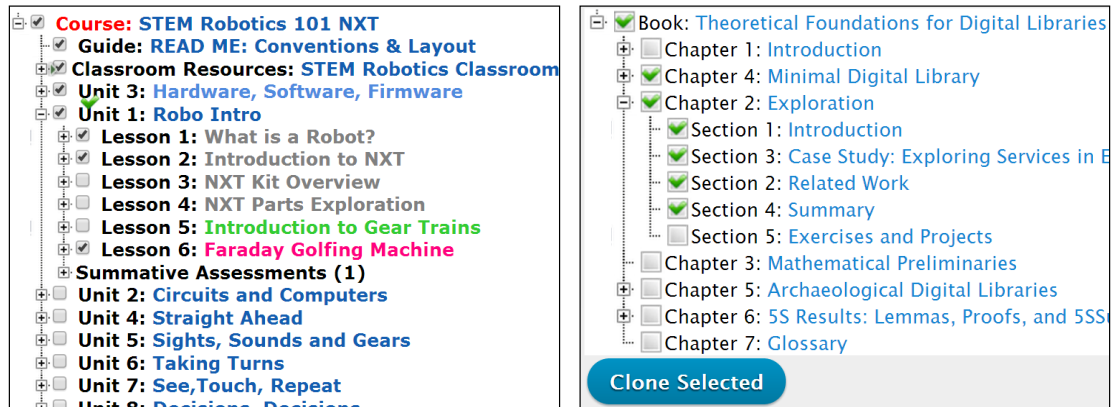 Course: STEM Robotics 101 NXT
Guide: READ ME: Conventions & Layout
Classroom Resources: STEM Robotics Classroom
Unit 3: Hardware, Software, Firmware
Unit 1: Robo Intro
Lesson 1: What is a Robot?
Lesson 2: Introduction to NXT
Lesson 3: NXT Kit Overview
Lesson 4: NXT Parts Exploration
Lesson 5: Introduction to Gear Trains
Lesson 6: Faraday Golfing Machine
Summative Assessments (1)
Unit 2: Circuits and Computers
Unit 4: Straight Ahead
Unit 5: Sights, Sounds and Gears
Unit 6: Taking Turns
Unit 7: See,Touch, Repeat
Unit 8: Decisions, Decisions
Book: Theoretical Foundations for Digital Libraries
Chapter 1: Introduction
Chapter 4: Minimal Digital Library
Chapter 2: Exploration
Section 1: Introduction
Section 3: Case Study: Exploring Services in E
Section 2: Related Work
Section 4: Summary
Section 5: Exercises and Projects
Chapter 3: Mathematical Preliminaries
Chapter 5: Archaeological Digital Libraries
Chapter 6: 5S Results: Lemmas, Proofs, and 5SSu
Chapter 7: Glossary
Clone Selected